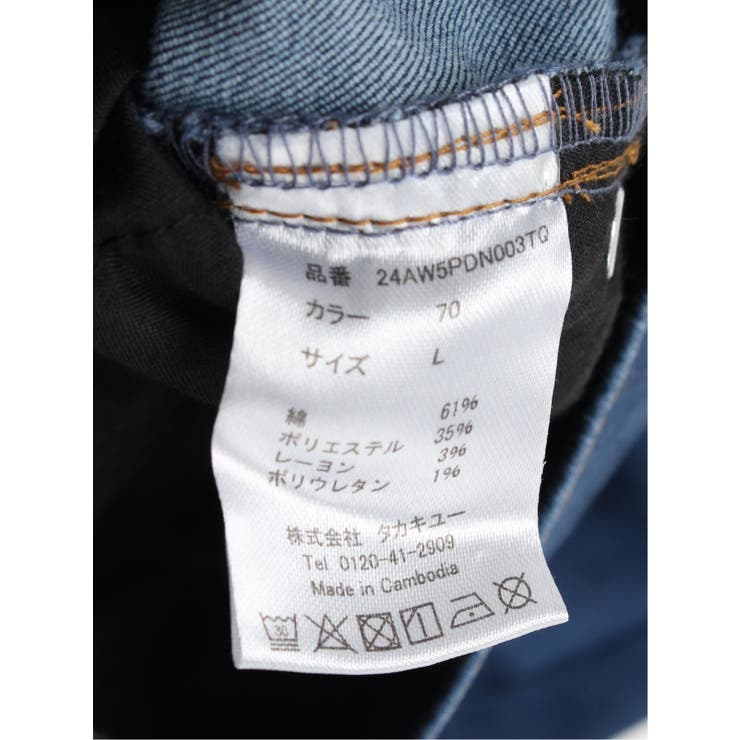 品番 24AW5PDN003TQ
カラー 70
サイズ L
綿 61%
ポリエステル 35%
レーヨン 3%
ポリウレタン 1%
株式会社 タカキュー
Tel 0120-41-2909
Made in Cambodia
30